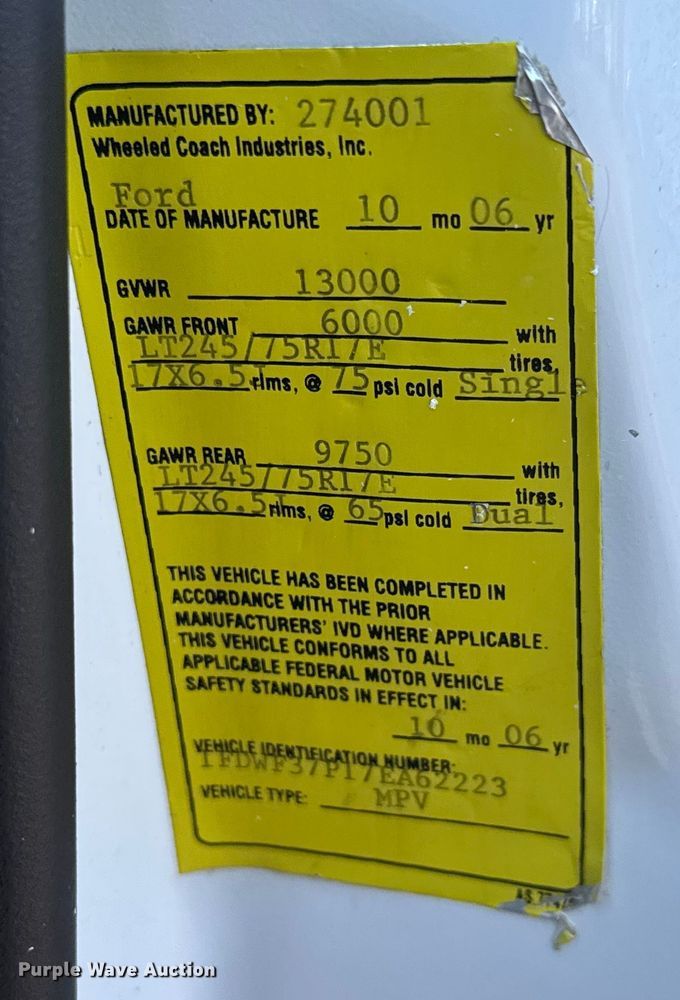 MANUFACTURED BY: 274001
Wheeled Coach Industries, Inc.
Ford
DATE OF MANUFACTURE 10 mo 06 yr
GVWR 13000
GAWR FRONT 6000 with
LT245/75R17E tires,
17X6.5J rims, @ 75 psi cold Single
GAWR REAR 9750 with
LT245/75R17E tires,
17X6.5J rims, @ 65 psi cold Dual
THIS VEHICLE HAS BEEN COMPLETED IN
ACCORDANCE WITH THE PRIOR
MANUFACTURERS' IVD WHERE APPLICABLE.
THIS VEHICLE CONFORMS TO ALL
APPLICABLE FEDERAL MOTOR VEHICLE
SAFETY STANDARDS IN EFFECT IN:
10 mo 06 yr
VEHICLE IDENTIFICATION NUMBER:
1FDWF37P17EA62223
VEHICLE TYPE: MPV
Purple Wave Auction